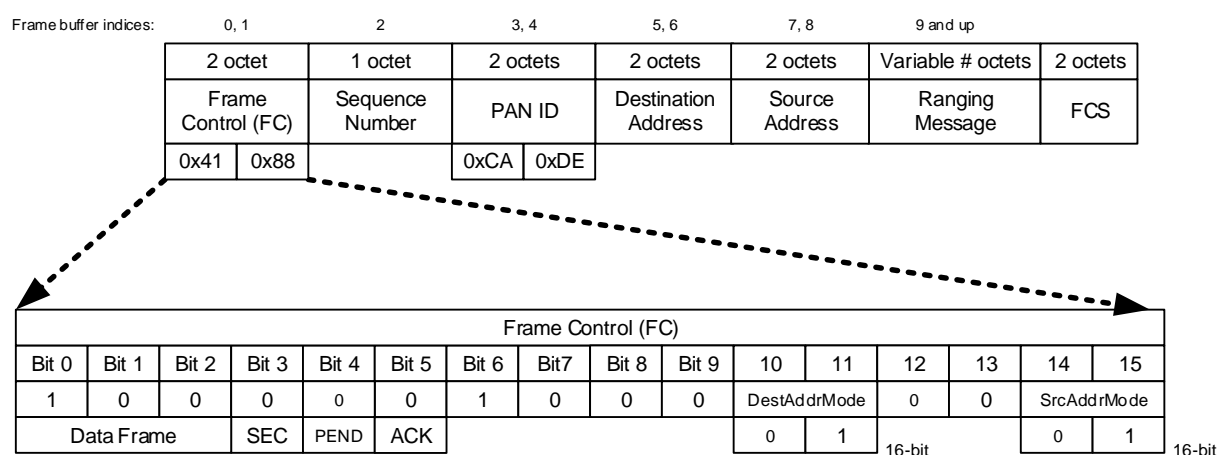 Frame buffer indices: 0, 1 2 3, 4 5, 6 7, 8 9 and up
2 octet 1 octet 2 octets 2 octets 2 octets Variable # octets 2 octets
Frame Control (FC) Sequence Number PAN ID Destination Address Source Address Ranging Message FCS
0x41 0x88 0xCA 0xDE
Frame Control (FC)
Bit 0 Bit 1 Bit 2 Bit 3 Bit 4 Bit 5 Bit 6 Bit7 Bit 8 Bit 9 10 11 12 13 14 15
1 0 0 0 0 0 1 0 0 0 DestAddrMode 0 0 SrcAddrMode
Data Frame SEC PEND ACK 0 1 16-bit 0 1 16-bit